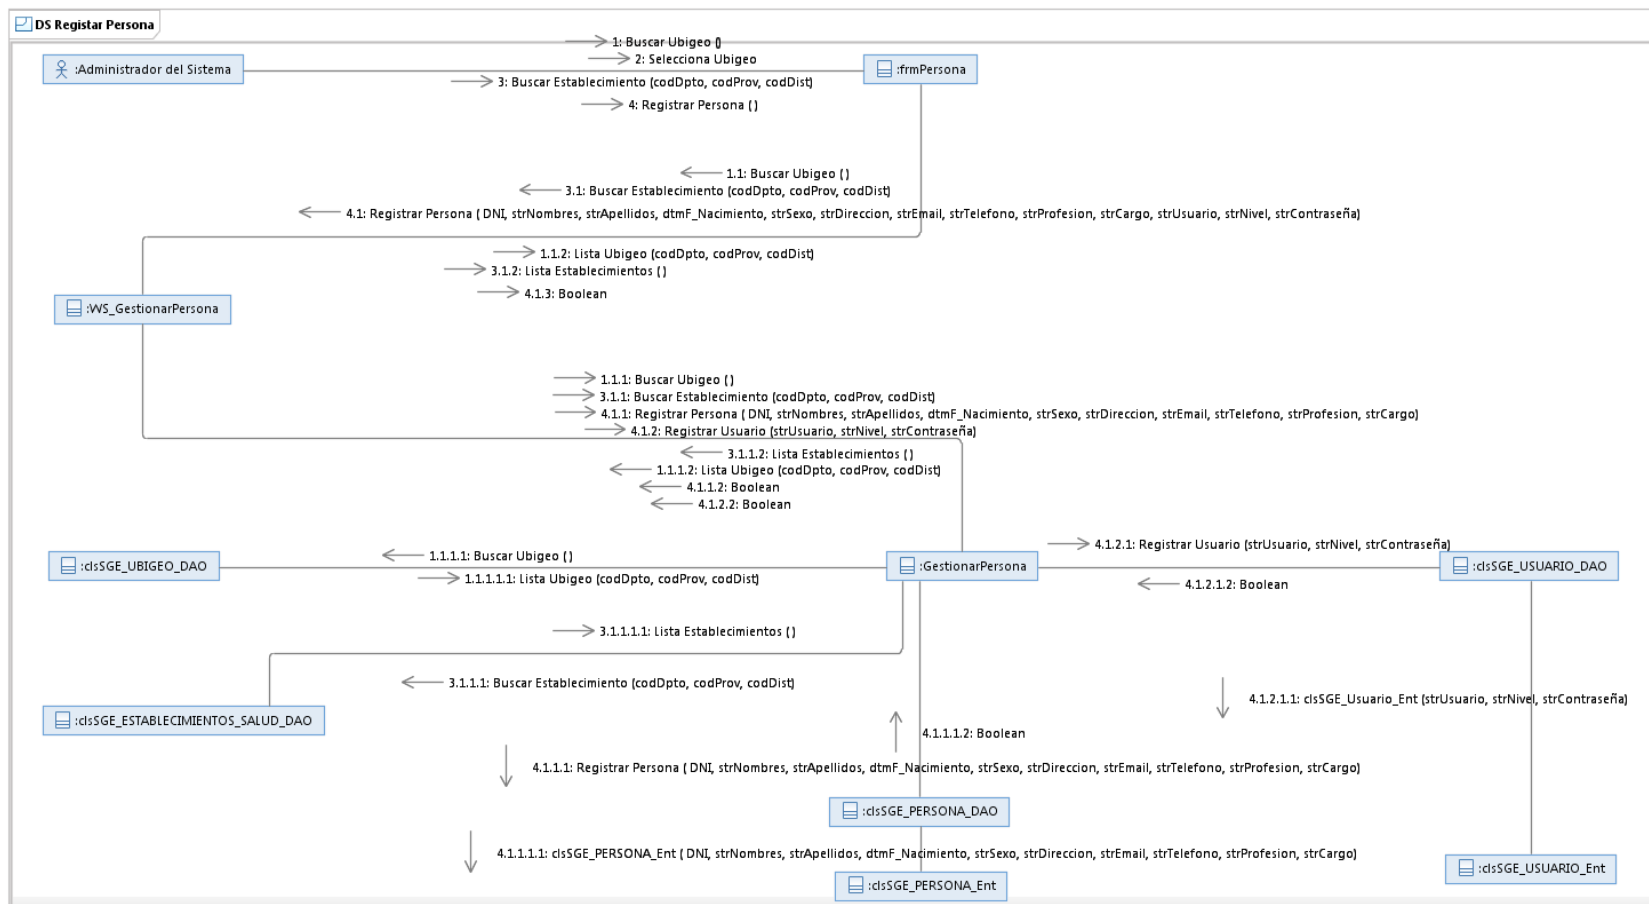 DS Registar Persona
1: Buscar Ubigeo ()
2: Selecciona Ubigeo
:Administrador del Sistema
:frmPersona
3: Buscar Establecimiento (codDpto, codProv, codDist)
4: Registrar Persona ( )
1.1: Buscar Ubigeo ( )
3.1: Buscar Establecimiento (codDpto, codProv, codDist)
4.1: Registrar Persona ( DNI, strNombres, strApellidos, dtmF_Nacimiento, strSexo, strDireccion, strEmail, strTelefono, strProfesion, strCargo, strUsuario, strNivel, strContraseña)
1.1.2: Lista Ubigeo (codDpto, codProv, codDist)
3.1.2: Lista Establecimientos ( )
4.1.3: Boolean
:WS_GestionarPersona
1.1.1: Buscar Ubigeo ( )
3.1.1: Buscar Establecimiento (codDpto, codProv, codDist)
4.1.1: Registrar Persona ( DNI, strNombres, strApellidos, dtmF_Nacimiento, strSexo, strDireccion, strEmail, strTelefono, strProfesion, strCargo)
4.1.2: Registrar Usuario (strUsuario, strNivel, strContraseña)
3.1.1.2: Lista Establecimientos ( )
1.1.1.2: Lista Ubigeo (codDpto, codProv, codDist)
4.1.1.2: Boolean
4.1.2.2: Boolean
4.1.2.1: Registrar Usuario (strUsuario, strNivel, strContraseña)
1.1.1.1: Buscar Ubigeo ( )
:clsSGE_UBIGEO_DAO
:GestionarPersona
:clsSGE_USUARIO_DAO
1.1.1.1.1: Lista Ubigeo (codDpto, codProv, codDist)
4.1.2.1.2: Boolean
3.1.1.1.1: Lista Establecimientos ( )
3.1.1.1: Buscar Establecimiento (codDpto, codProv, codDist)
4.1.2.1.1: clsSGE_Usuario_Ent (strUsuario, strNivel, strContraseña)
:clsSGE_ESTABLECIMIENTOS_SALUD_DAO
4.1.1.1.2: Boolean
4.1.1.1: Registrar Persona ( DNI, strNombres, strApellidos, dtmF_Nacimiento, strSexo, strDireccion, strEmail, strTelefono, strProfesion, strCargo)
:clsSGE_PERSONA_DAO
4.1.1.1.1: clsSGE_PERSONA_Ent ( DNI, strNombres, strApellidos, dtmF_Nacimiento, strSexo, strDireccion, strEmail, strTelefono, strProfesion, strCargo)
:clsSGE_USUARIO_Ent
:clsSGE_PERSONA_Ent